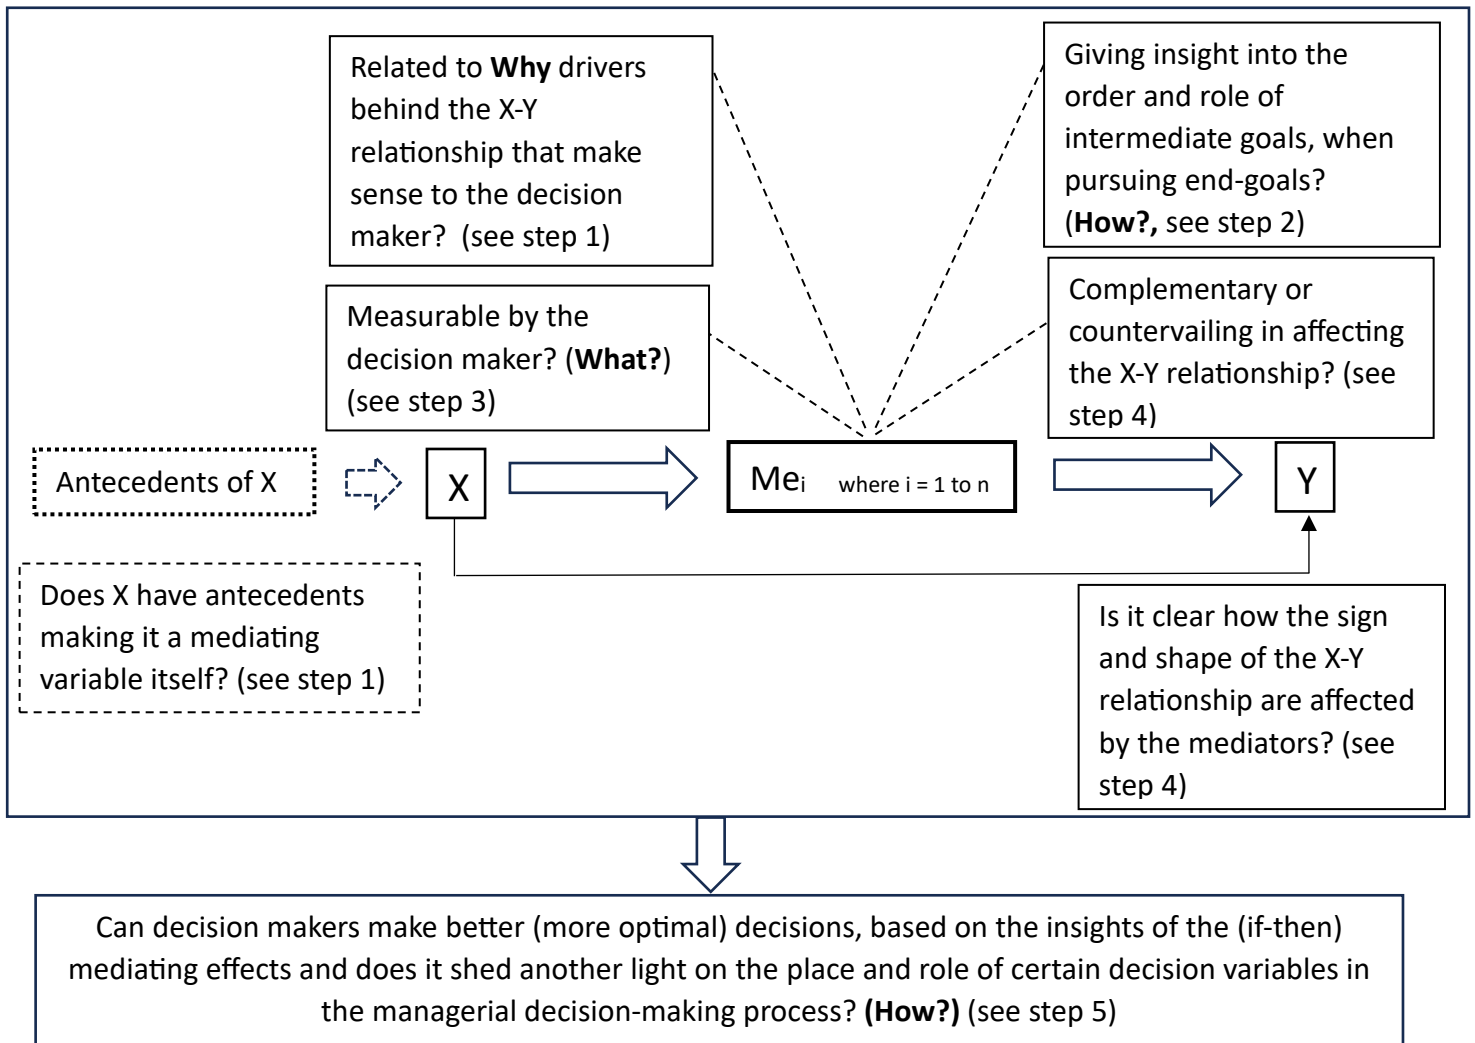 Related to Why drivers
behind the X-Y
relationship that make
sense to the decision
maker?  (see step 1)
Giving insight into the
order and role of
intermediate goals, when
pursuing end-goals?
(How?, see step 2)
Measurable by the
decision maker? (What?)
(see step 3)
Complementary or
countervailing in affecting
the X-Y relationship? (see
step 4)
Antecedents of X
X
Mei where i = 1 to n
Y
Does X have antecedents
making it a mediating
variable itself? (see step 1)
Is it clear how the sign
and shape of the X-Y
relationship are affected
by the mediators? (see
step 4)
Can decision makers make better (more optimal) decisions, based on the insights of the (if-then)
mediating effects and does it shed another light on the place and role of certain decision variables in
the managerial decision-making process? (How?) (see step 5)